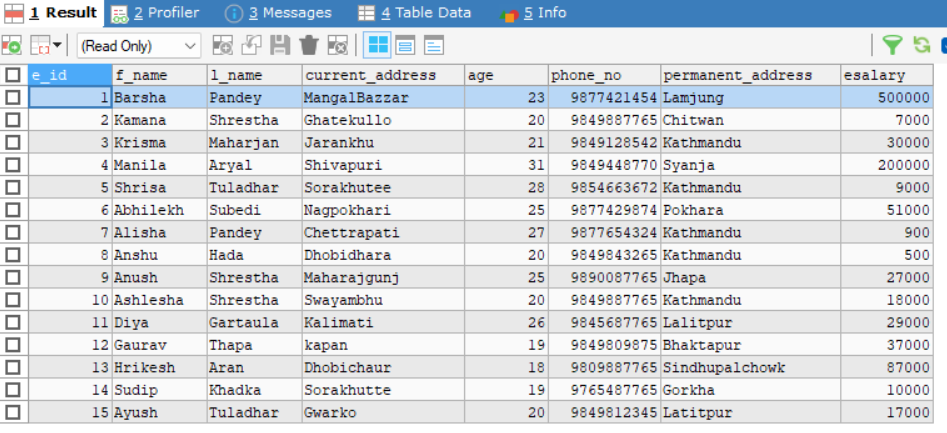 1 Result 2 Profiler 3 Messages 4 Table Data 5 Info
(Read Only)
e_id f_name l_name current_address age phone_no permanent_address esalary
1 Barsha Pandey MangalBazzar 23 9877421454 Lamjung 500000
2 Kamana Shrestha Ghatekullo 20 9849887765 Chitwan 7000
3 Krisma Maharjan Jarankhu 21 9849128542 Kathmandu 30000
4 Manila Aryal Shivapuri 31 9849448770 Syanja 200000
5 Shrisa Tuladhar Sorakhutee 28 9854663672 Kathmandu 9000
6 Abhilekh Subedi Nagpokhari 25 9877429874 Pokhara 51000
7 Alisha Pandey Chettrapati 27 9877654324 Kathmandu 900
8 Anshu Hada Dhobidhara 20 9849843265 Kathmandu 500
9 Anush Shrestha Maharajgunj 25 9890087765 Jhapa 27000
10 Ashlesha Shrestha Swayambhu 20 9849887765 Kathmandu 18000
11 Diya Gartaula Kalimati 26 9845687765 Lalitpur 29000
12 Gaurav Thapa kapan 19 9849809875 Bhaktapur 37000
13 Hrikesh Aran Dhobichaur 18 9809887765 Sindhupalchowk 87000
14 Sudip Khadka Sorakhutte 19 9765487765 Gorkha 10000
15 Ayush Tuladhar Gwarko 20 9849812345 Latitpur 17000